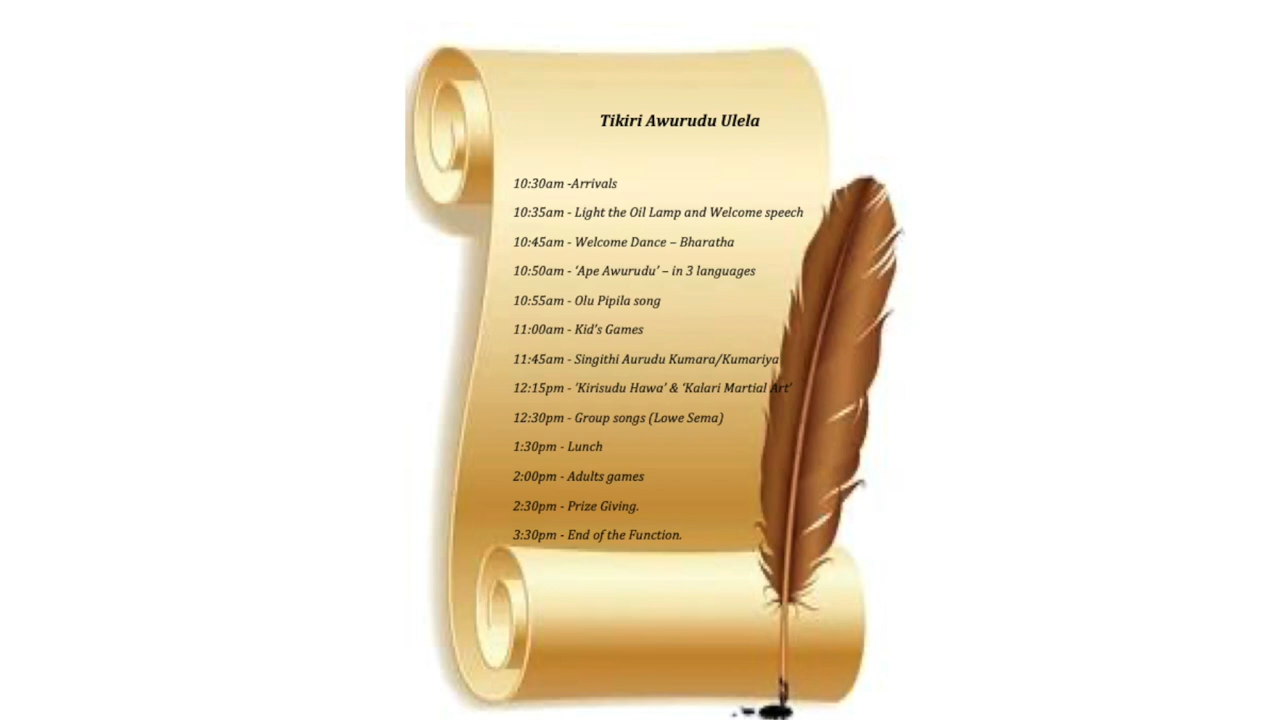 Tikiri Awurudu Ulela
10:30am -Arrivals
10:35am - Light the Oil Lamp and Welcome speech
10:45am - Welcome Dance – Bharatha
10:50am - ‘Ape Awurudu’ – in 3 languages
10:55am - Olu Pipila song
11:00am - Kid’s Games
11:45am - Singithi Aurudu Kumara/Kumariya
12:15pm - ‘Kirisudu Hawa’ & ‘Kalari Martial Art’
12:30pm - Group songs (Lowe Sema)
1:30pm - Lunch
2:00pm - Adults games
2:30pm - Prize Giving.
3:30pm - End of the Function.